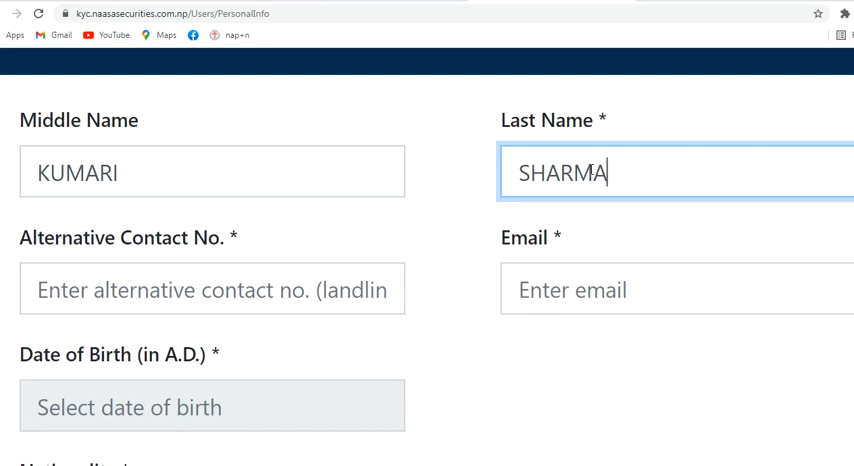 kyc.naasasecurities.com.np/Users/PersonalInfo
Apps Gmail YouTube Maps nap+n
Middle Name
Last Name *
KUMARI
SHARMA
Alternative Contact No. *
Email *
Enter alternative contact no. (landlin
Enter email
Date of Birth (in A.D.) *
Select date of birth